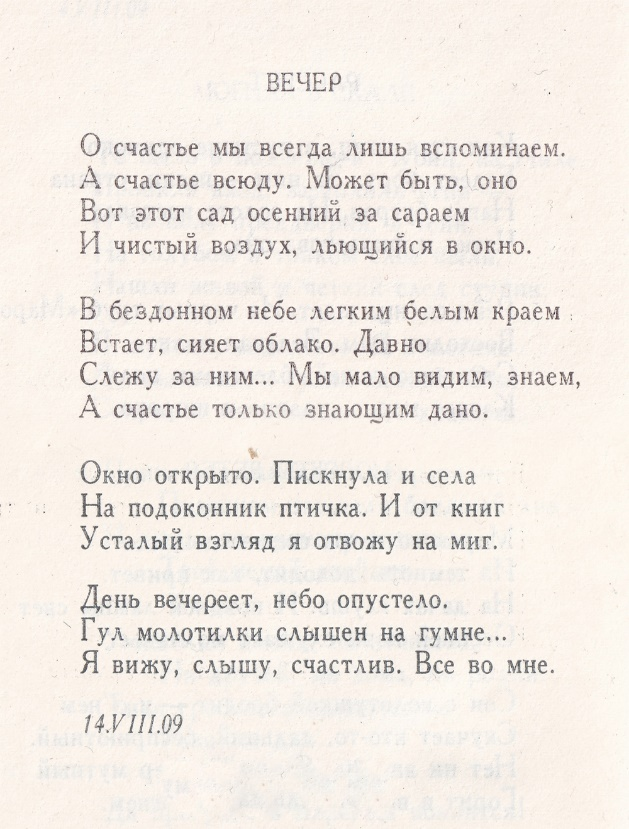 ВЕЧЕР
О счастье мы всегда лишь вспоминаем.
А счастье всюду. Может быть, оно
Вот этот сад осенний за сараем
И чистый воздух, льющийся в окно.
В бездонном небе легким белым краем
Встает, сияет облако. Давно
Слежу за ним... Мы мало видим, знаем,
А счастье только знающим дано.
Окно открыто. Пискнула и села
На подоконник птичка. И от книг
Усталый взгляд я отвожу на миг.
День вечереет, небо опустело.
Гул молотилки слышен на гумне...
Я вижу, слышу, счастлив. Все во мне.
14.VIII.09